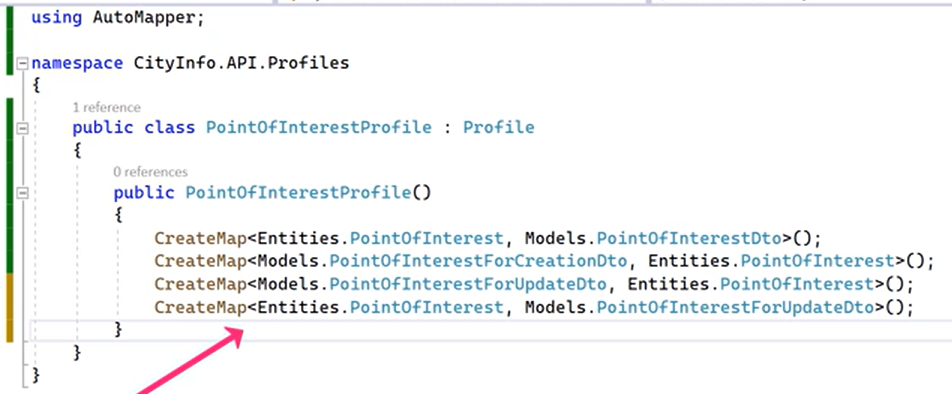 using AutoMapper;
namespace CityInfo.API.Profiles
{
1 reference
public class PointOfInterestProfile : Profile
{
0 references
public PointOfInterestProfile()
{
CreateMap<Entities.PointOfInterest, Models.PointOfInterestDto>();
CreateMap<Models.PointOfInterestForCreationDto, Entities.PointOfInterest>();
CreateMap<Models.PointOfInterestForUpdateDto, Entities.PointOfInterest>();
CreateMap<Entities.PointOfInterest, Models.PointOfInterestForUpdateDto>();
}
}
}